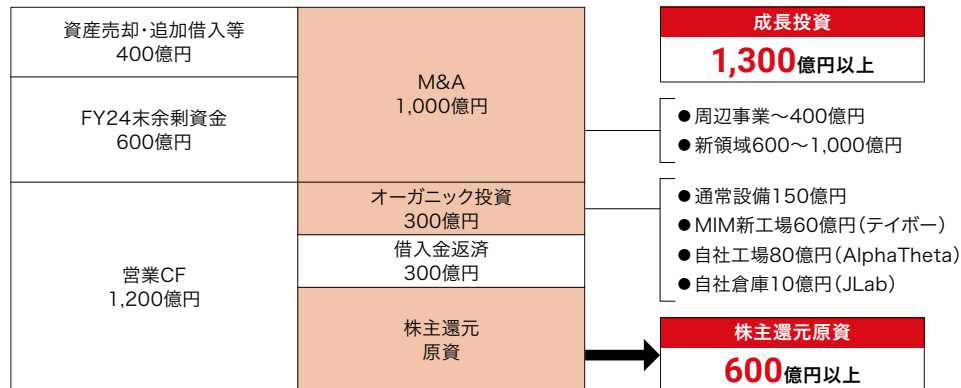 資産売却・追加借入等
400億円
FY24末余剰資金
600億円
営業CF
1,200億円
M&A
1,000億円
オーガニック投資
300億円
借入金返済
300億円
株主還元
原資
成長投資
1,300億円以上
●周辺事業～400億円
●新領域600～1,000億円
●通常設備150億円
●MIM新工場60億円（テイボー）
●自社工場80億円（AlphaTheta）
●自社倉庫10億円（JLab）
株主還元原資
600億円以上